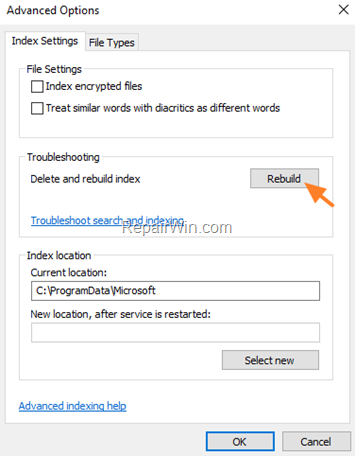 Advanced Options
Index Settings
File Types
File Settings
Index encrypted files
Treat similar words with diacritics as different words
Troubleshooting
Delete and rebuild index
Rebuild
Troubleshoot search and indexing
RepairWin.com
Index location
Current location:
C:\ProgramData\Microsoft
New location, after service is restarted:
Select new
Advanced indexing help
OK
Cancel